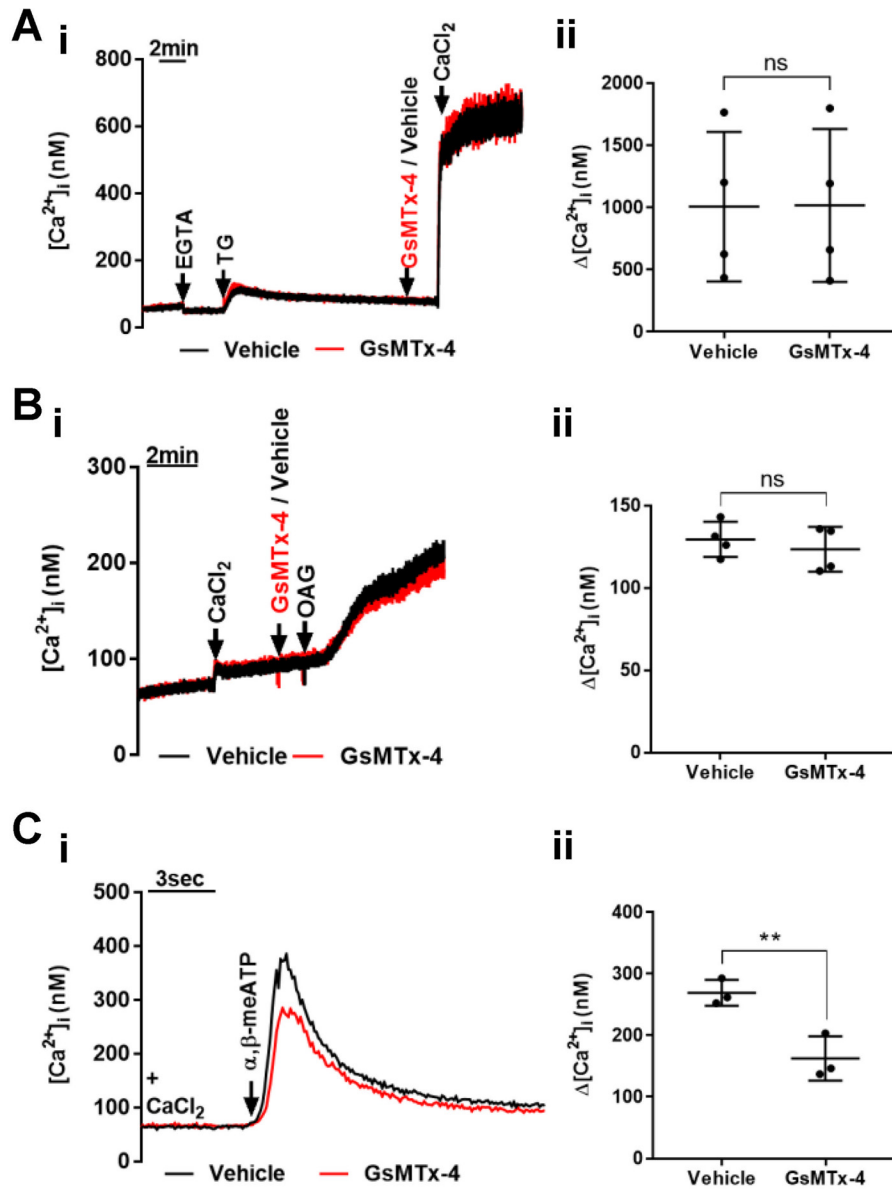 A
i
2min
800
600
400
200
0
[Ca²⁺]ᵢ (nM)
EGTA
TG
GsMTx-4 / Vehicle
CaCl₂
Vehicle
GsMTx-4
ii
ns
2000
1500
1000
500
0
Δ[Ca²⁺]ᵢ (nM)
Vehicle
GsMTx-4
B
i
2min
300
200
100
0
[Ca²⁺]ᵢ (nM)
CaCl₂
GsMTx-4 / Vehicle
OAG
Vehicle
GsMTx-4
ii
ns
150
100
50
0
Δ[Ca²⁺]ᵢ (nM)
Vehicle
GsMTx-4
C
i
3sec
500
400
300
200
100
0
[Ca²⁺]ᵢ (nM)
+
CaCl₂
α,β-meATP
Vehicle
GsMTx-4
ii
**
400
300
200
100
0
Δ[Ca²⁺]ᵢ (nM)
Vehicle
GsMTx-4